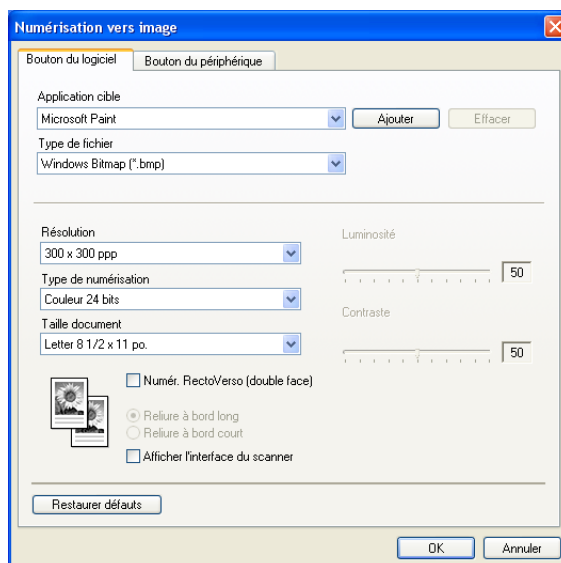 Numérisation vers image
Bouton du logiciel
Bouton du périphérique
Application cible
Microsoft Paint
Ajouter
Effacer
Type de fichier
Windows Bitmap (*.bmp)
Résolution
300 x 300 ppp
Type de numérisation
Couleur 24 bits
Taille document
Letter 8 1/2 x 11 po.
Luminosité
50
Contraste
50
Numér. RectoVerso (double face)
Reliure à bord long
Reliure à bord court
Afficher l'interface du scanner
Restaurer défauts
OK
Annuler